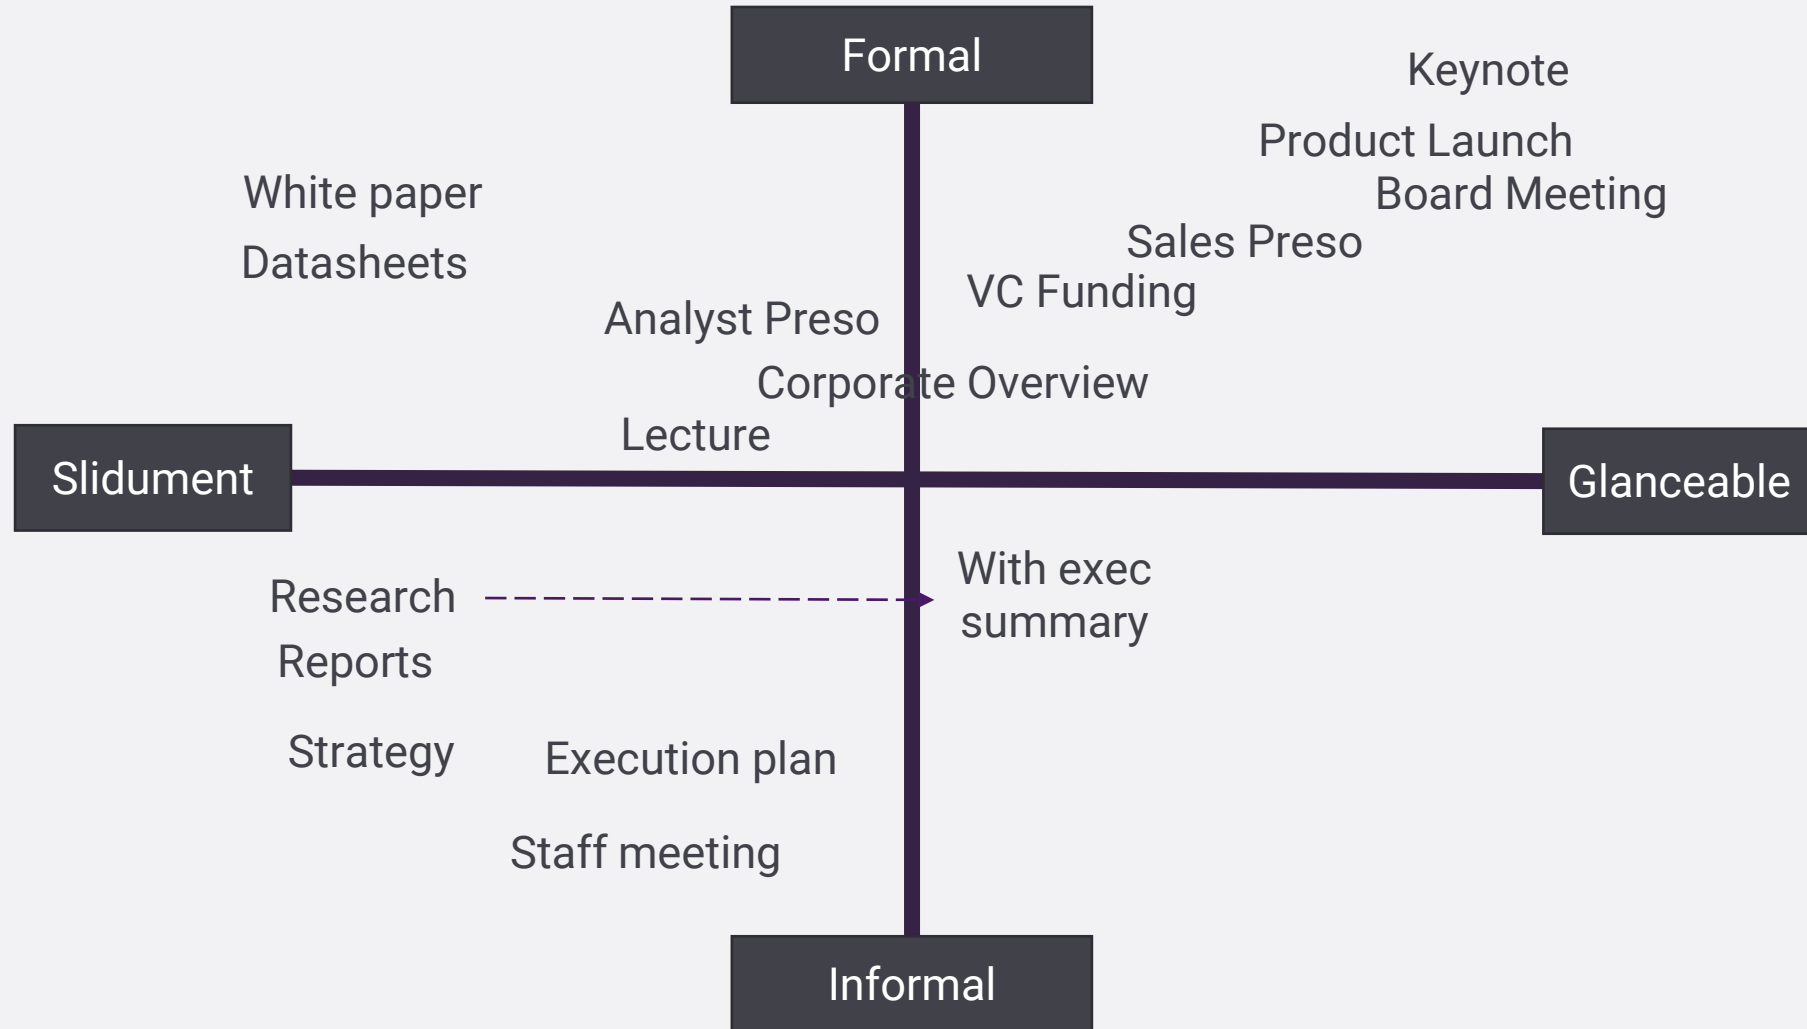 Formal
Keynote
Product Launch
White paper
Board Meeting
Sales Preso
Datasheets
VC Funding
Analyst Preso
Corporate Overview
Lecture
Slidument
Glanceable
With exec
summary
Research
Reports
Strategy
Execution plan
Staff meeting
Informal